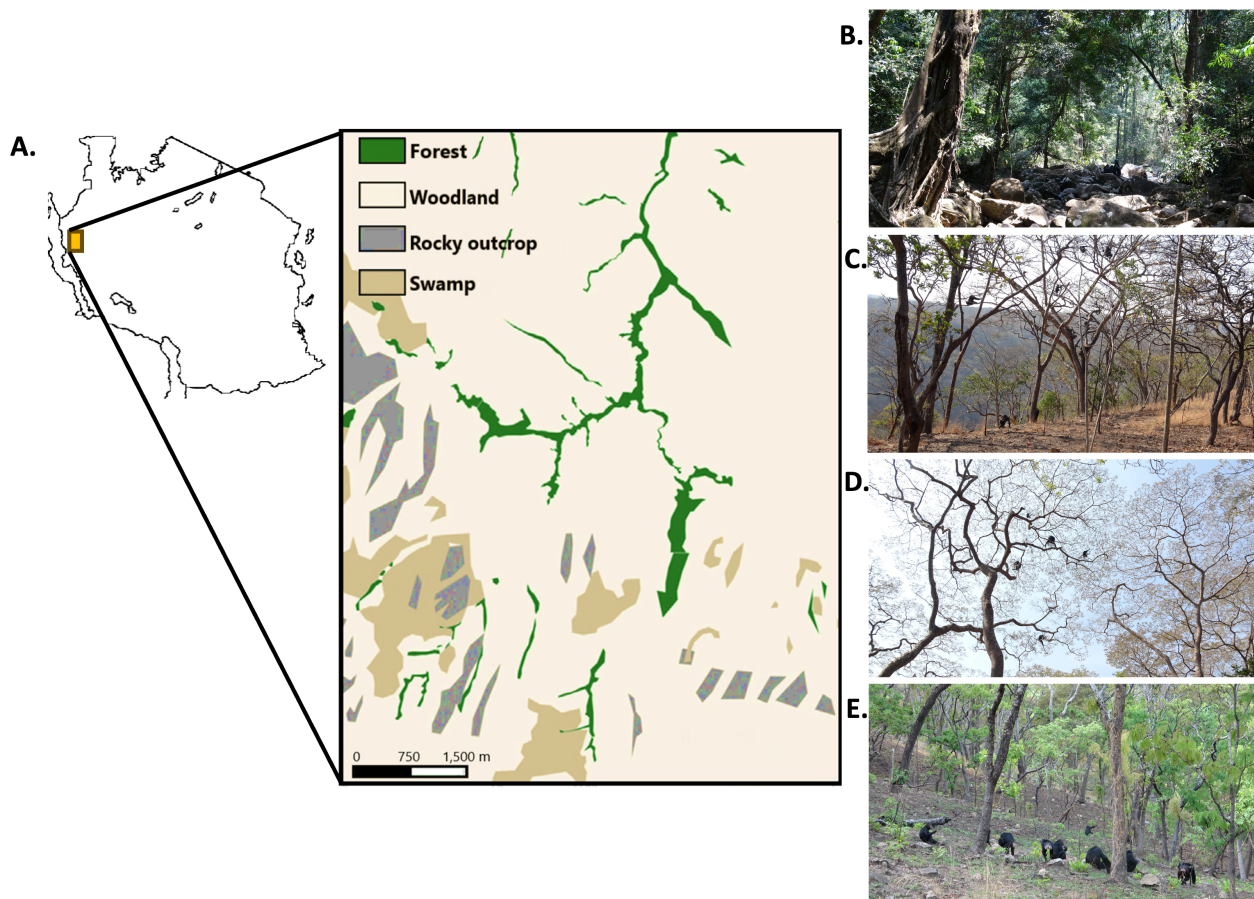 A.
Forest
Woodland
Rocky outcrop
Swamp
0 750 1,500 m
B.
C.
D.
E.